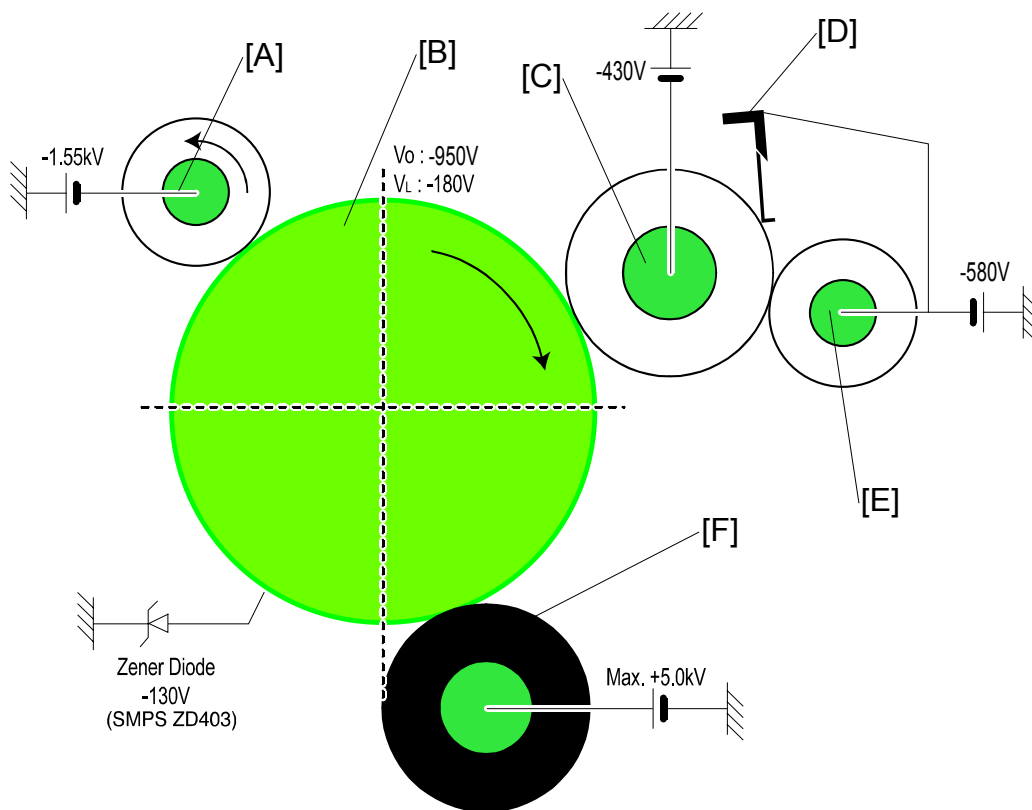 [A]
[B]
[C]
[D]
-430V
-1.55kV
Vo : -950V
VL : -180V
-580V
[E]
[F]
Zener Diode
-130V
(SMPS ZD403)
Max. +5.0kV